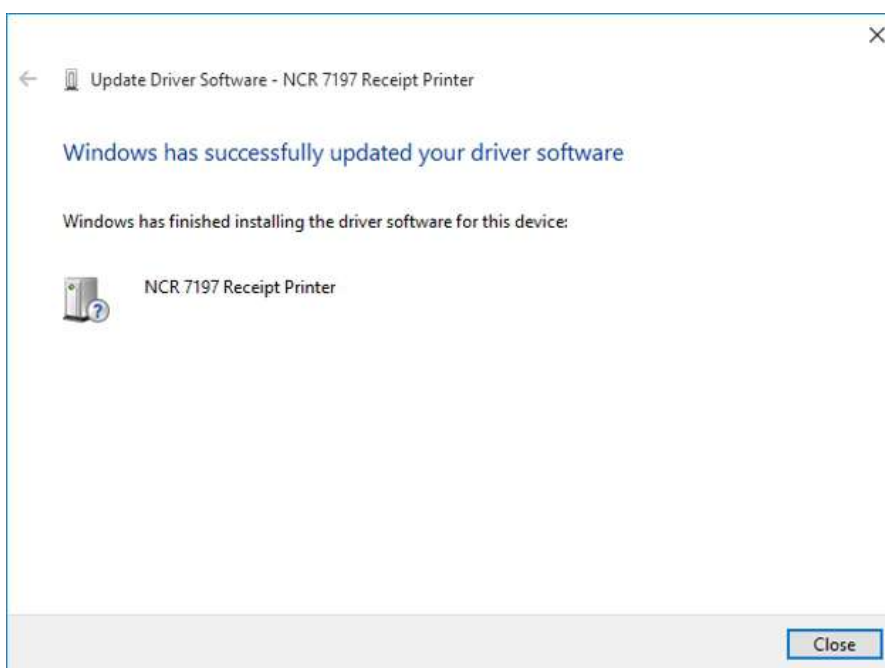 Update Driver Software - NCR 7197 Receipt Printer
Windows has successfully updated your driver software
Windows has finished installing the driver software for this device:
NCR 7197 Receipt Printer
Close